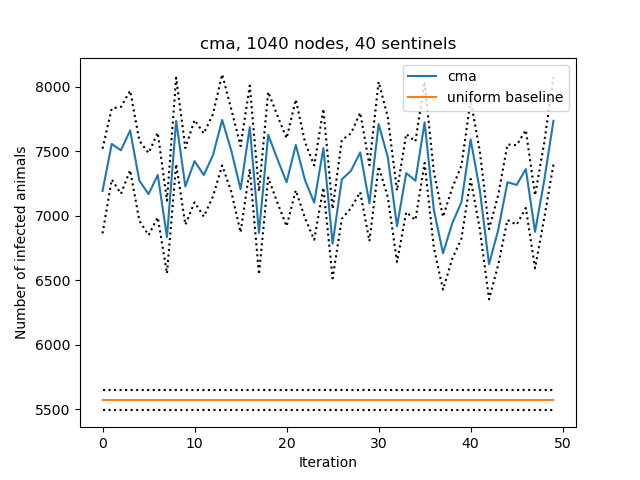 cma, 1040 nodes, 40 sentinels
cma
uniform baseline
Number of infected animals
8000
7500
7000
6500
6000
5500
0 10 20 30 40 50
Iteration